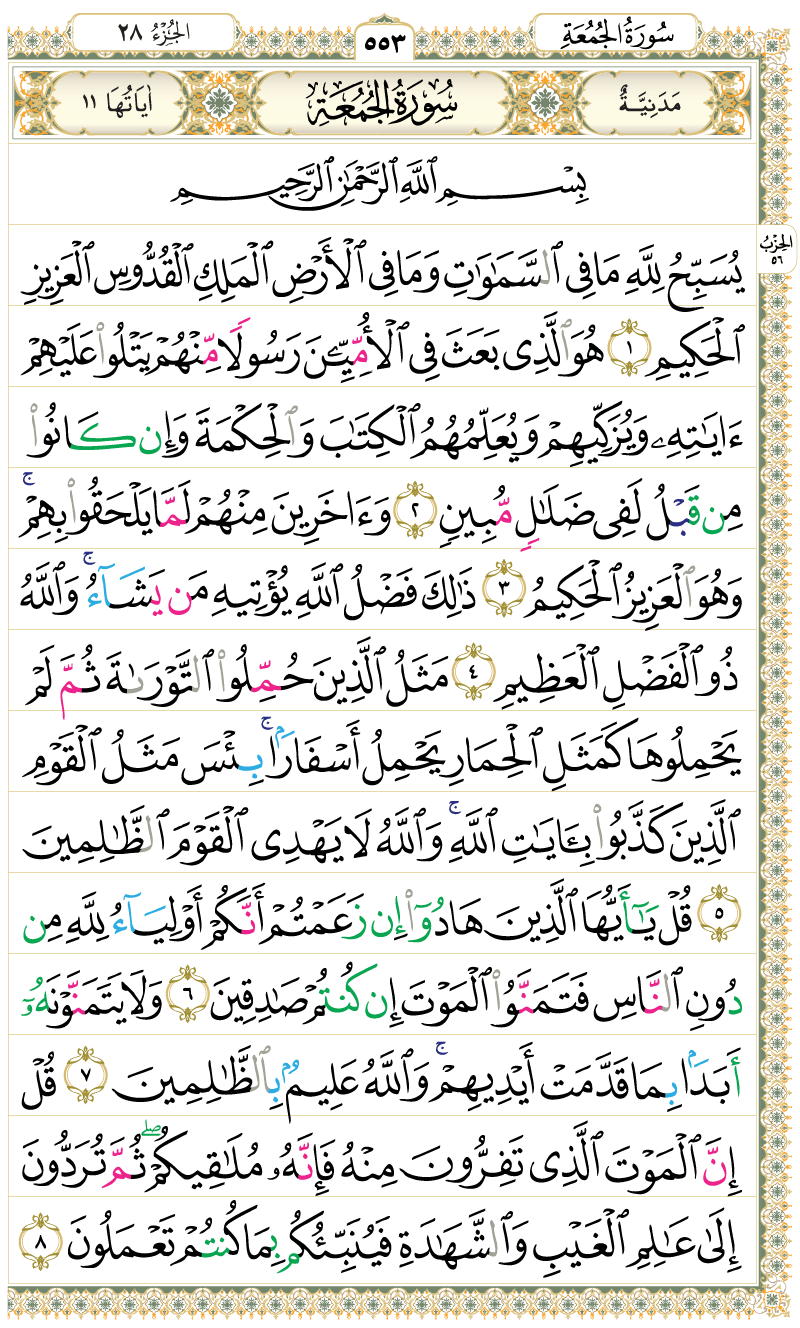 سُورَةُ الجُمُعَةِ
٥٥٣
الجُزْءُ ٢٨
مَدَنِيَّةٌ
سُورَةُ الجُمُعَةِ
اٰيَاتُهَا ١١
بِسْمِ ٱللَّهِ ٱلرَّحْمَٰنِ ٱلرَّحِيمِ
الحِزْبُ
٥٦
يُسَبِّحُ لِلَّهِ مَا فِى ٱلسَّمَٰوَٰتِ وَمَا فِى ٱلْأَرْضِ ٱلْمَلِكِ ٱلْقُدُّوسِ ٱلْعَزِيزِ
ٱلْحَكِيمِ ١ هُوَ ٱلَّذِى بَعَثَ فِى ٱلْأُمِّيِّـۧنَ رَسُولًا مِّنْهُمْ يَتْلُوا۟ عَلَيْهِمْ
ءَايَٰتِهِۦ وَيُزَكِّيهِمْ وَيُعَلِّمُهُمُ ٱلْكِتَٰبَ وَٱلْحِكْمَةَ وَإِن كَانُوا۟
مِن قَبْلُ لَفِى ضَلَٰلٍ مُّبِينٍ ٢ وَءَاخَرِينَ مِنْهُمْ لَمَّا يَلْحَقُوا۟ بِهِمْ ۚ
وَهُوَ ٱلْعَزِيزُ ٱلْحَكِيمُ ٣ ذَٰلِكَ فَضْلُ ٱللَّهِ يُؤْتِيهِ مَن يَشَآءُ ۚ وَٱللَّهُ
ذُو ٱلْفَضْلِ ٱلْعَظِيمِ ٤ مَثَلُ ٱلَّذِينَ حُمِّلُوا۟ ٱلتَّوْرَىٰةَ ثُمَّ لَمْ
يَحْمِلُوهَا كَمَثَلِ ٱلْحِمَارِ يَحْمِلُ أَسْفَارًۢا ۚ بِئْسَ مَثَلُ ٱلْقَوْمِ
ٱلَّذِينَ كَذَّبُوا۟ بِـَٔايَٰتِ ٱللَّهِ ۚ وَٱللَّهُ لَا يَهْدِى ٱلْقَوْمَ ٱلظَّٰلِمِينَ
٥ قُلْ يَٰٓأَيُّهَا ٱلَّذِينَ هَادُوٓا۟ إِن زَعَمْتُمْ أَنَّكُمْ أَوْلِيَآءُ لِلَّهِ مِن
دُونِ ٱلنَّاسِ فَتَمَنَّوُا۟ ٱلْمَوْتَ إِن كُنتُمْ صَٰدِقِينَ ٦ وَلَا يَتَمَنَّوْنَهُۥٓ
أَبَدًۢا بِمَا قَدَّمَتْ أَيْدِيهِمْ ۚ وَٱللَّهُ عَلِيمٌۢ بِٱلظَّٰلِمِينَ ٧ قُلْ
إِنَّ ٱلْمَوْتَ ٱلَّذِى تَفِرُّونَ مِنْهُ فَإِنَّهُۥ مُلَٰقِيكُمْ ۖ ثُمَّ تُرَدُّونَ
إِلَىٰ عَٰلِمِ ٱلْغَيْبِ وَٱلشَّهَٰدَةِ فَيُنَبِّئُكُم بِمَا كُنتُمْ تَعْمَلُونَ ٨